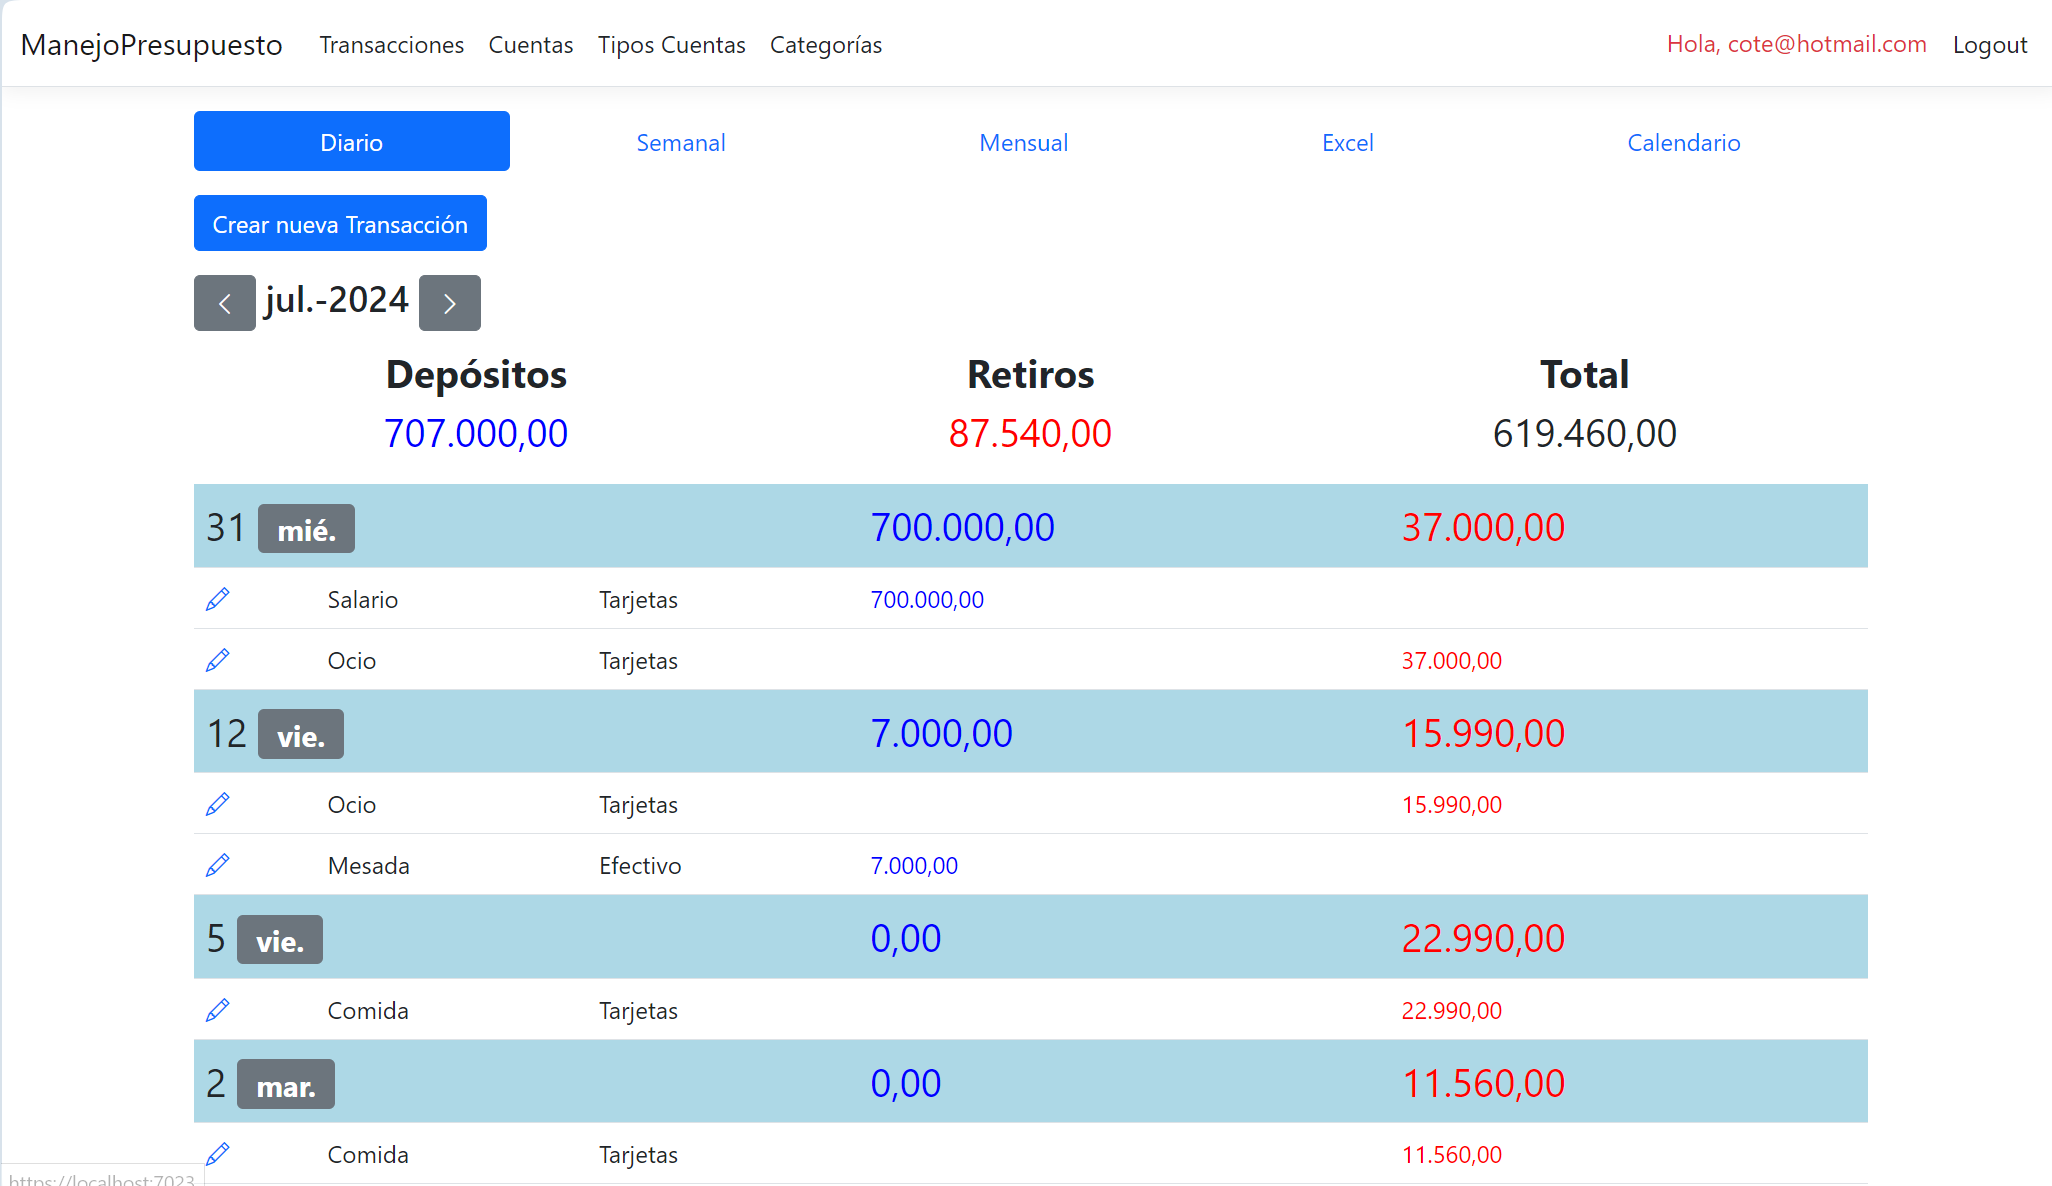 ManejoPresupuesto Transacciones Cuentas Tipos Cuentas Categorías Hola, cote@hotmail.com Logout
Diario Semanal Mensual Excel Calendario
Crear nueva Transacción
jul.-2024
Depósitos Retiros Total
707.000,00 87.540,00 619.460,00
31 mié. 700.000,00 37.000,00
Salario Tarjetas 700.000,00
Ocio Tarjetas 37.000,00
12 vie. 7.000,00 15.990,00
Ocio Tarjetas 15.990,00
Mesada Efectivo 7.000,00
5 vie. 0,00 22.990,00
Comida Tarjetas 22.990,00
2 mar. 0,00 11.560,00
Comida Tarjetas 11.560,00
https://localhost:7023